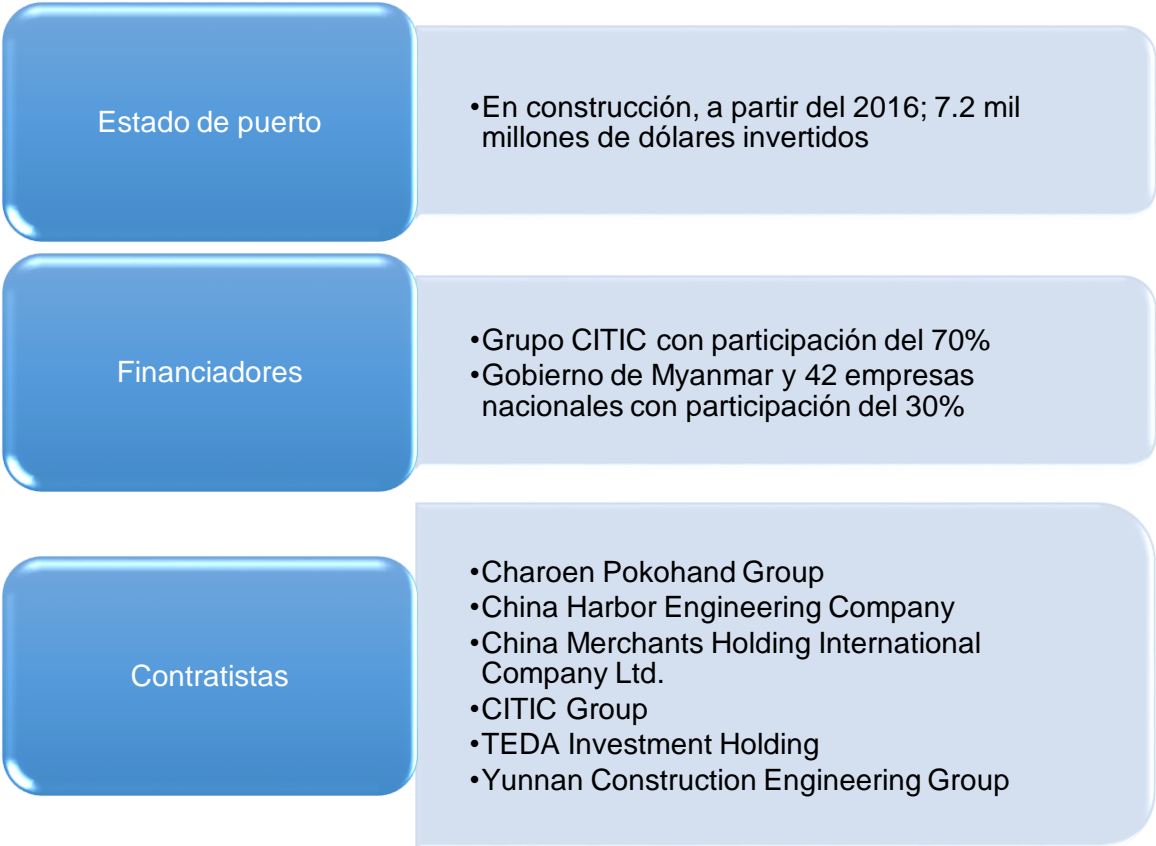 Estado de puerto
•En construcción, a partir del 2016; 7.2 mil
millones de dólares invertidos
Financiadores
•Grupo CITIC con participación del 70%
•Gobierno de Myanmar y 42 empresas
nacionales con participación del 30%
Contratistas
•Charoen Pokohand Group
•China Harbor Engineering Company
•China Merchants Holding International
Company Ltd.
•CITIC Group
•TEDA Investment Holding
•Yunnan Construction Engineering Group